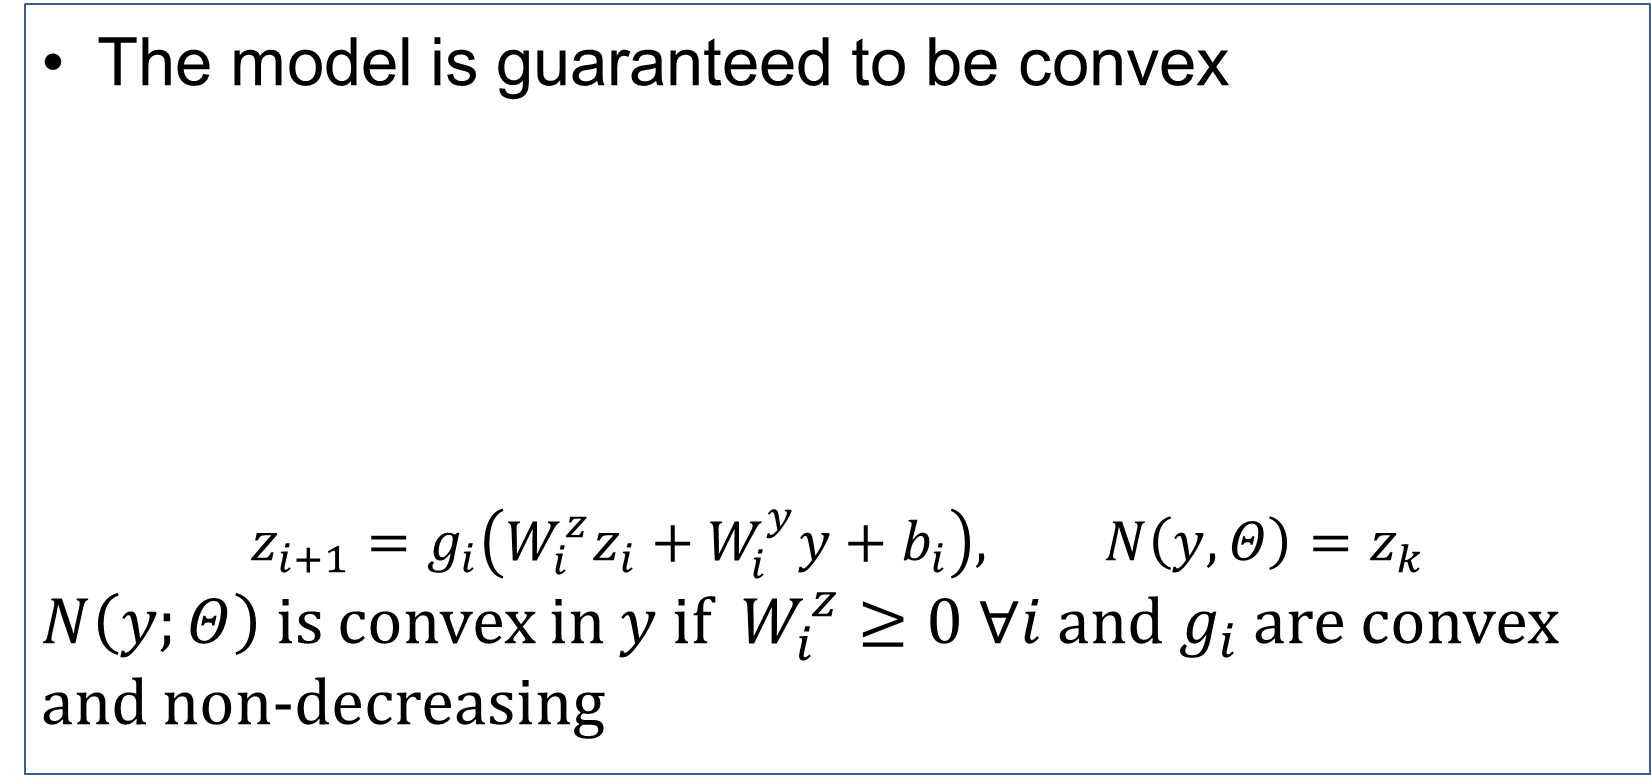 • The model is guaranteed to be convex
z_{i+1} = g_i(W_i^z z_i + W_i^y y + b_i),    N(y, Θ) = z_k
N(y; Θ) is convex in y if W_i^z ≥ 0 ∀i and g_i are convex
and non-decreasing